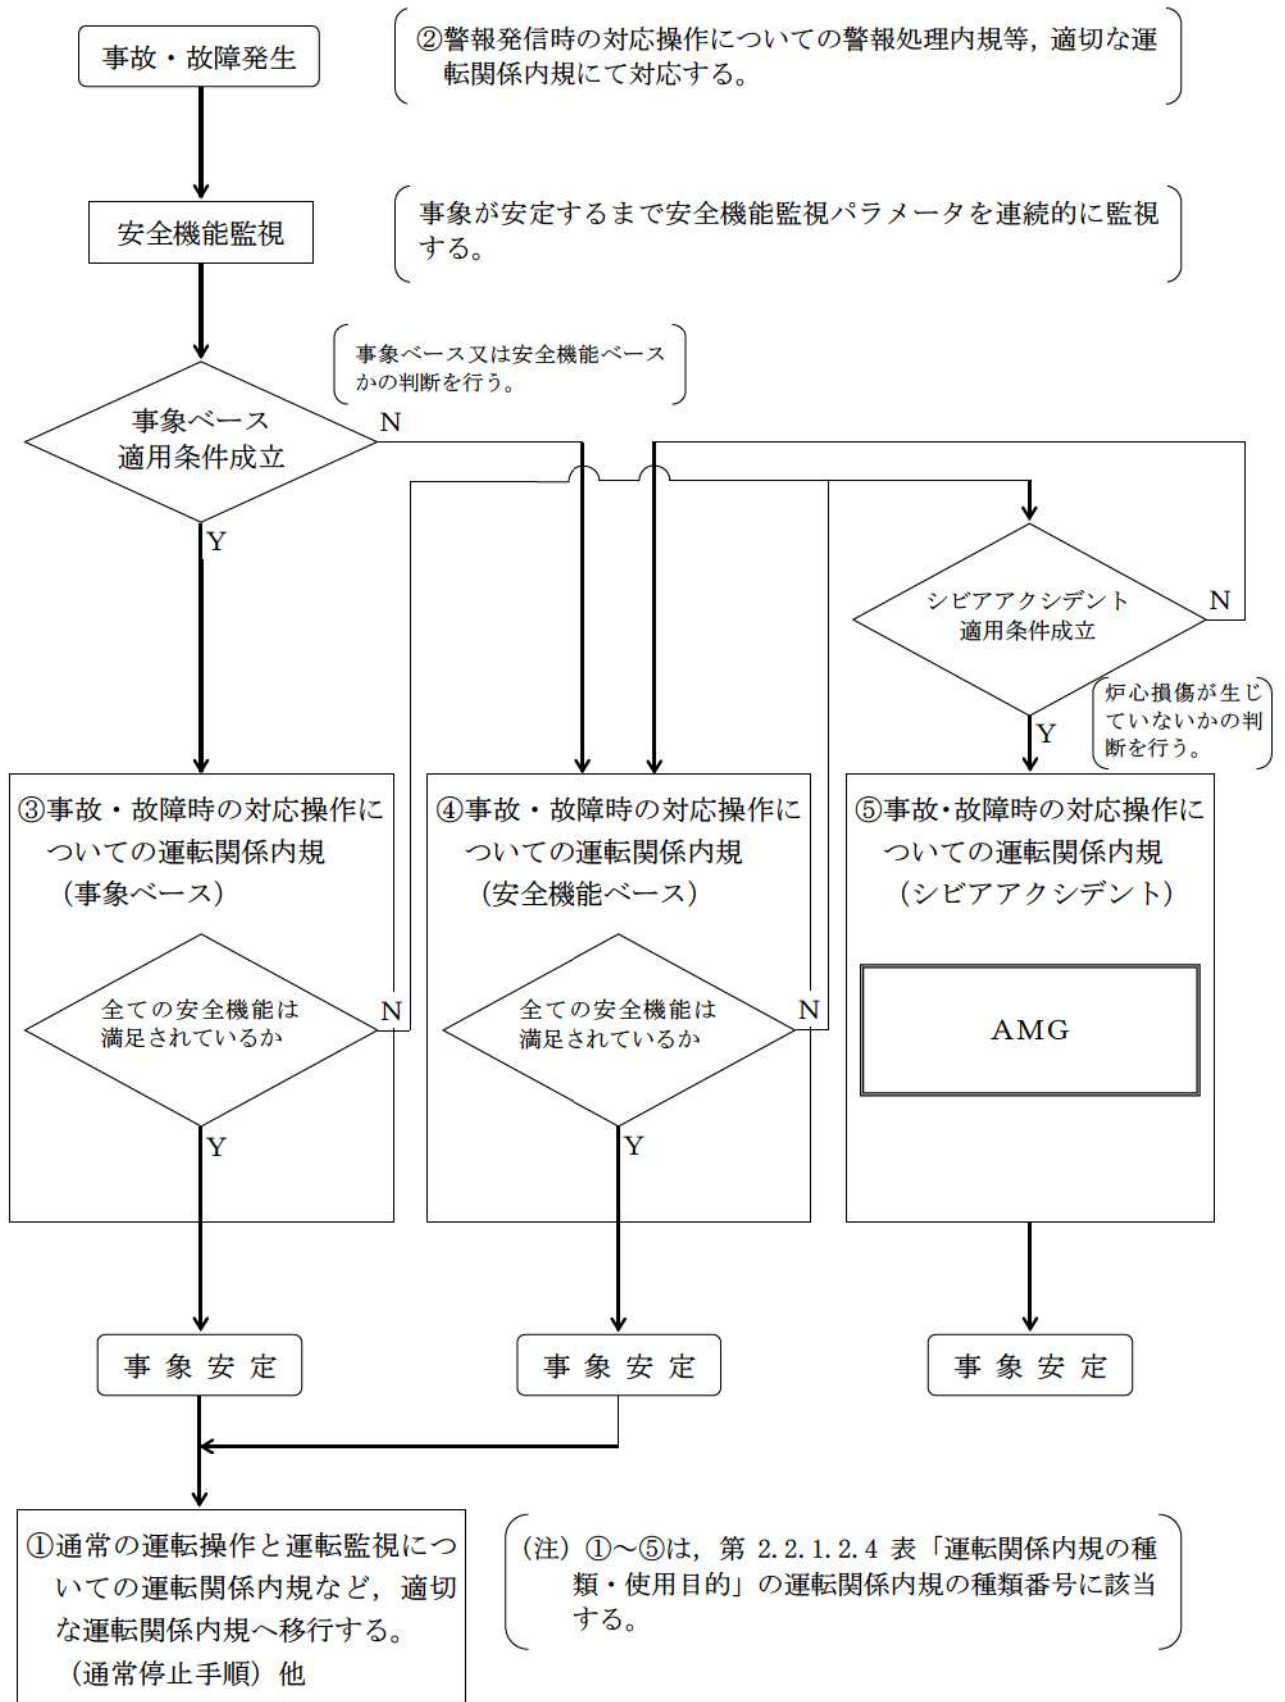 事故・故障発生
②警報発信時の対応操作についての警報処理内規等，適切な運
転関係内規にて対応する。
安全機能監視
事象が安定するまで安全機能監視パラメータを連続的に監視
する。
事象ベース又は安全機能ベース
かの判断を行う。
事象ベース
適用条件成立
N
Y
シビアアクシデント
適用条件成立
N
Y
炉心損傷が生じ
ていないかの判
断を行う。
③事故・故障時の対応操作に
ついての運転関係内規
（事象ベース）
全ての安全機能は
満足されているか
N
Y
④事故・故障時の対応操作に
ついての運転関係内規
（安全機能ベース）
全ての安全機能は
満足されているか
N
Y
⑤事故・故障時の対応操作に
ついての運転関係内規
（シビアアクシデント）
AMG
事 象 安 定
事 象 安 定
事 象 安 定
①通常の運転操作と運転監視につ
いての運転関係内規など，適切
な運転関係内規へ移行する。
（通常停止手順）他
（注）①～⑤は，第 2.2.1.2.4 表「運転関係内規の種
類・使用目的」の運転関係内規の種類番号に該当
する。